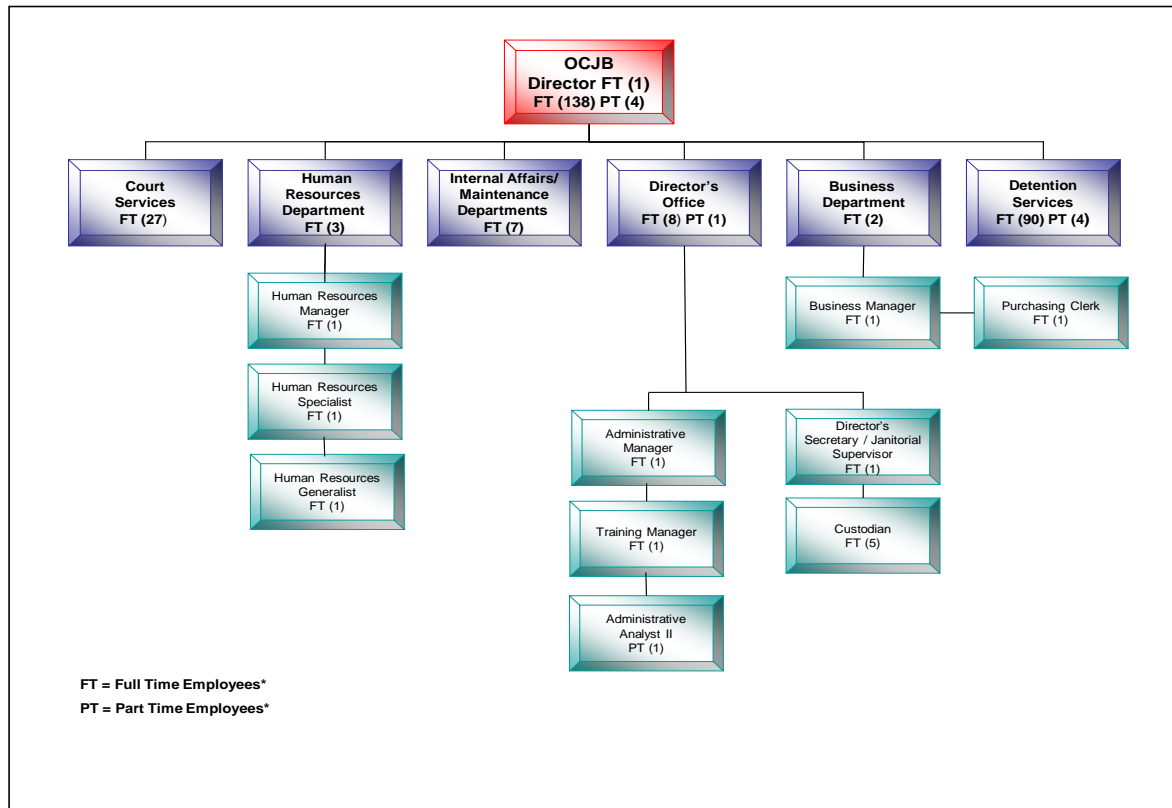 OCJB
Director FT (1)
FT (138) PT (4)
Court
Services
FT (27)
Human
Resources
Department
FT (3)
Internal Affairs/
Maintenance
Departments
FT (7)
Director's
Office
FT (8) PT (1)
Business
Department
FT (2)
Detention
Services
FT (90) PT (4)
Human Resources
Manager
FT (1)
Human Resources
Specialist
FT (1)
Human Resources
Generalist
FT (1)
Administrative
Manager
FT (1)
Training Manager
FT (1)
Administrative
Analyst II
PT (1)
Director's
Secretary / Janitorial
Supervisor
FT (1)
Custodian
FT (5)
Business Manager
FT (1)
Purchasing Clerk
FT (1)
FT = Full Time Employees*
PT = Part Time Employees*